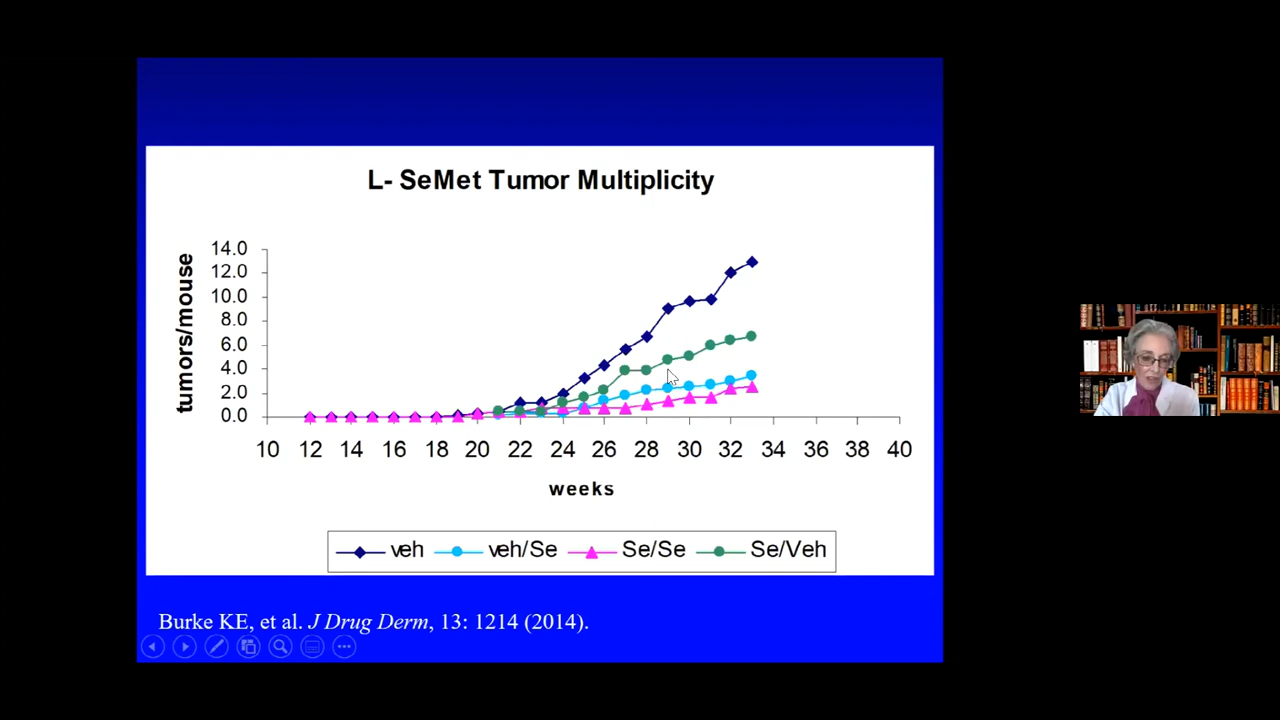 L- SeMet Tumor Multiplicity
tumors/mouse
14.0
12.0
10.0
8.0
6.0
4.0
2.0
0.0
10 12 14 16 18 20 22 24 26 28 30 32 34 36 38 40
weeks
veh veh/Se Se/Se Se/Veh
Burke KE, et al. J Drug Derm, 13: 1214 (2014).